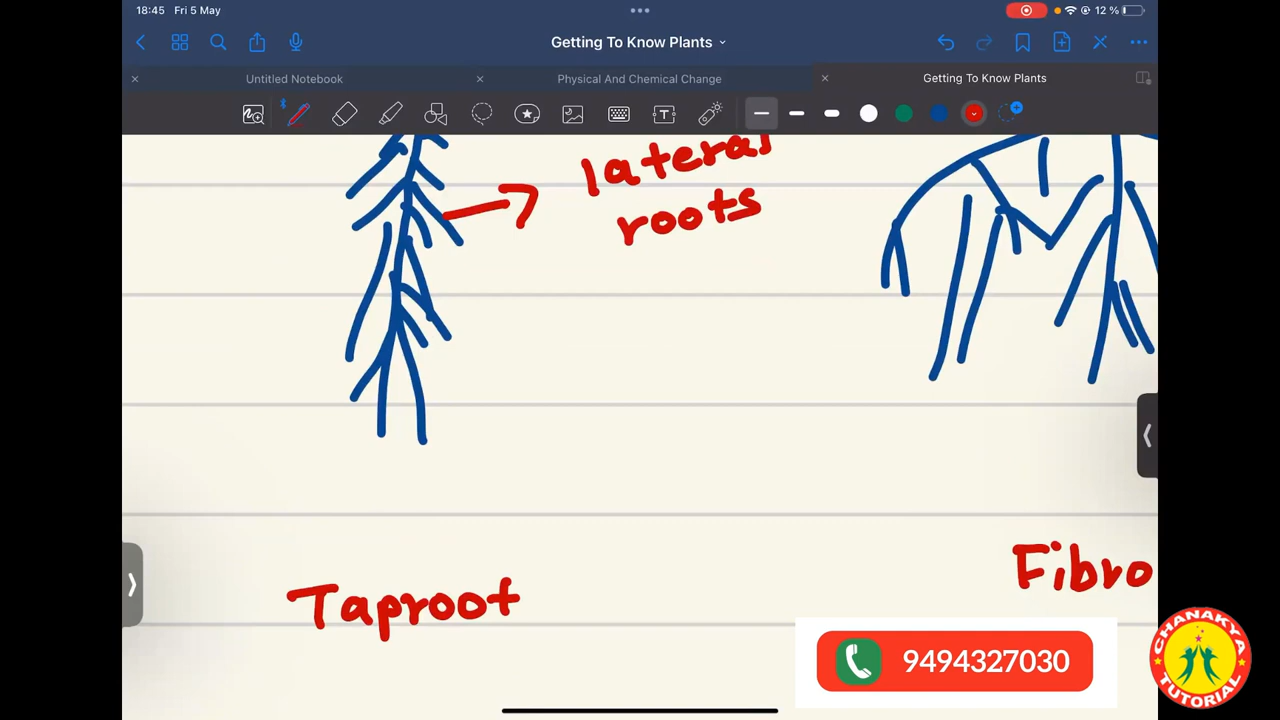 18:45 Fri 5 May
12 %
Getting To Know Plants
Untitled Notebook
Physical And Chemical Change
Getting To Know Plants
lateral
roots
Taproot
Fibro
9494327030
CHANAKYA
TUTORIAL